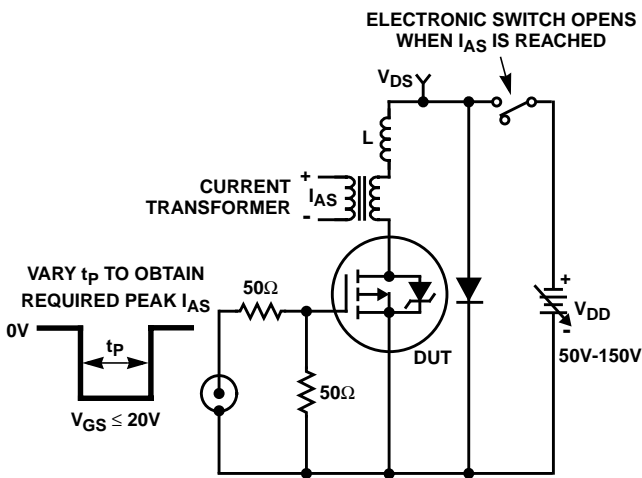 ELECTRONIC SWITCH OPENS
WHEN IAS IS REACHED
VDS
L
+
IAS
-
CURRENT
TRANSFORMER
VARY tP TO OBTAIN
REQUIRED PEAK IAS
0V
tP
VGS ≤ 20V
50Ω
50Ω
DUT
+
VDD
-
50V-150V